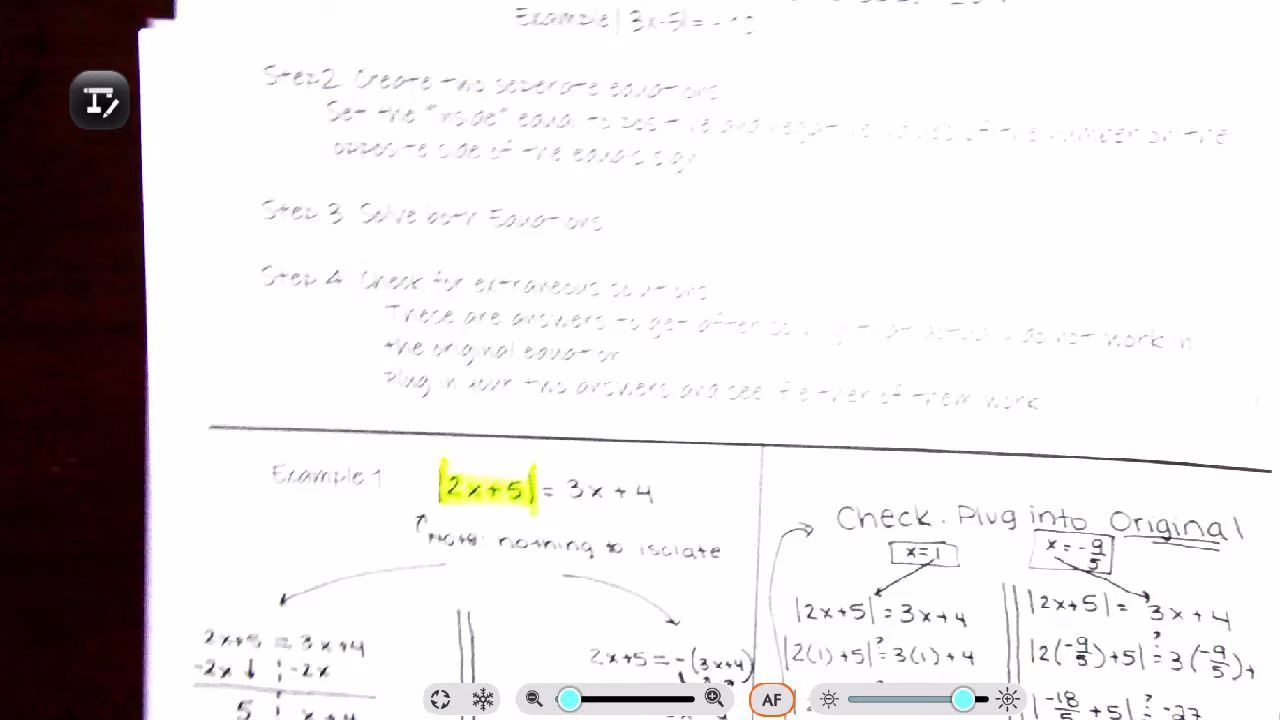 Example | 3x-5| = -10
Step 2 Create two seperate equations
Set the "inside" equal to positive and negative values of the number on the
opposite side of the equals sign
Step 3 Solve both Equations
Step 4 Check for extraneous solutions
These are answers to get after solving that actually do not work in
the original equation
Plug in your two answers and see if either of them work
Example 1 |2x+5| = 3x+4
Note: nothing to isolate
2x+5 = 3x+4
-2x -2x
5 x+4
2x+5 = -(3x+4)
Check. Plug into Original
x=1
|2x+5| = 3x+4
|2(1)+5| ?= 3(1)+4
x = -9/5
|2x+5| = 3x+4
|2(-9/5)+5| ?= 3(-9/5)+
|-18/5 +5| ?= -27
AF